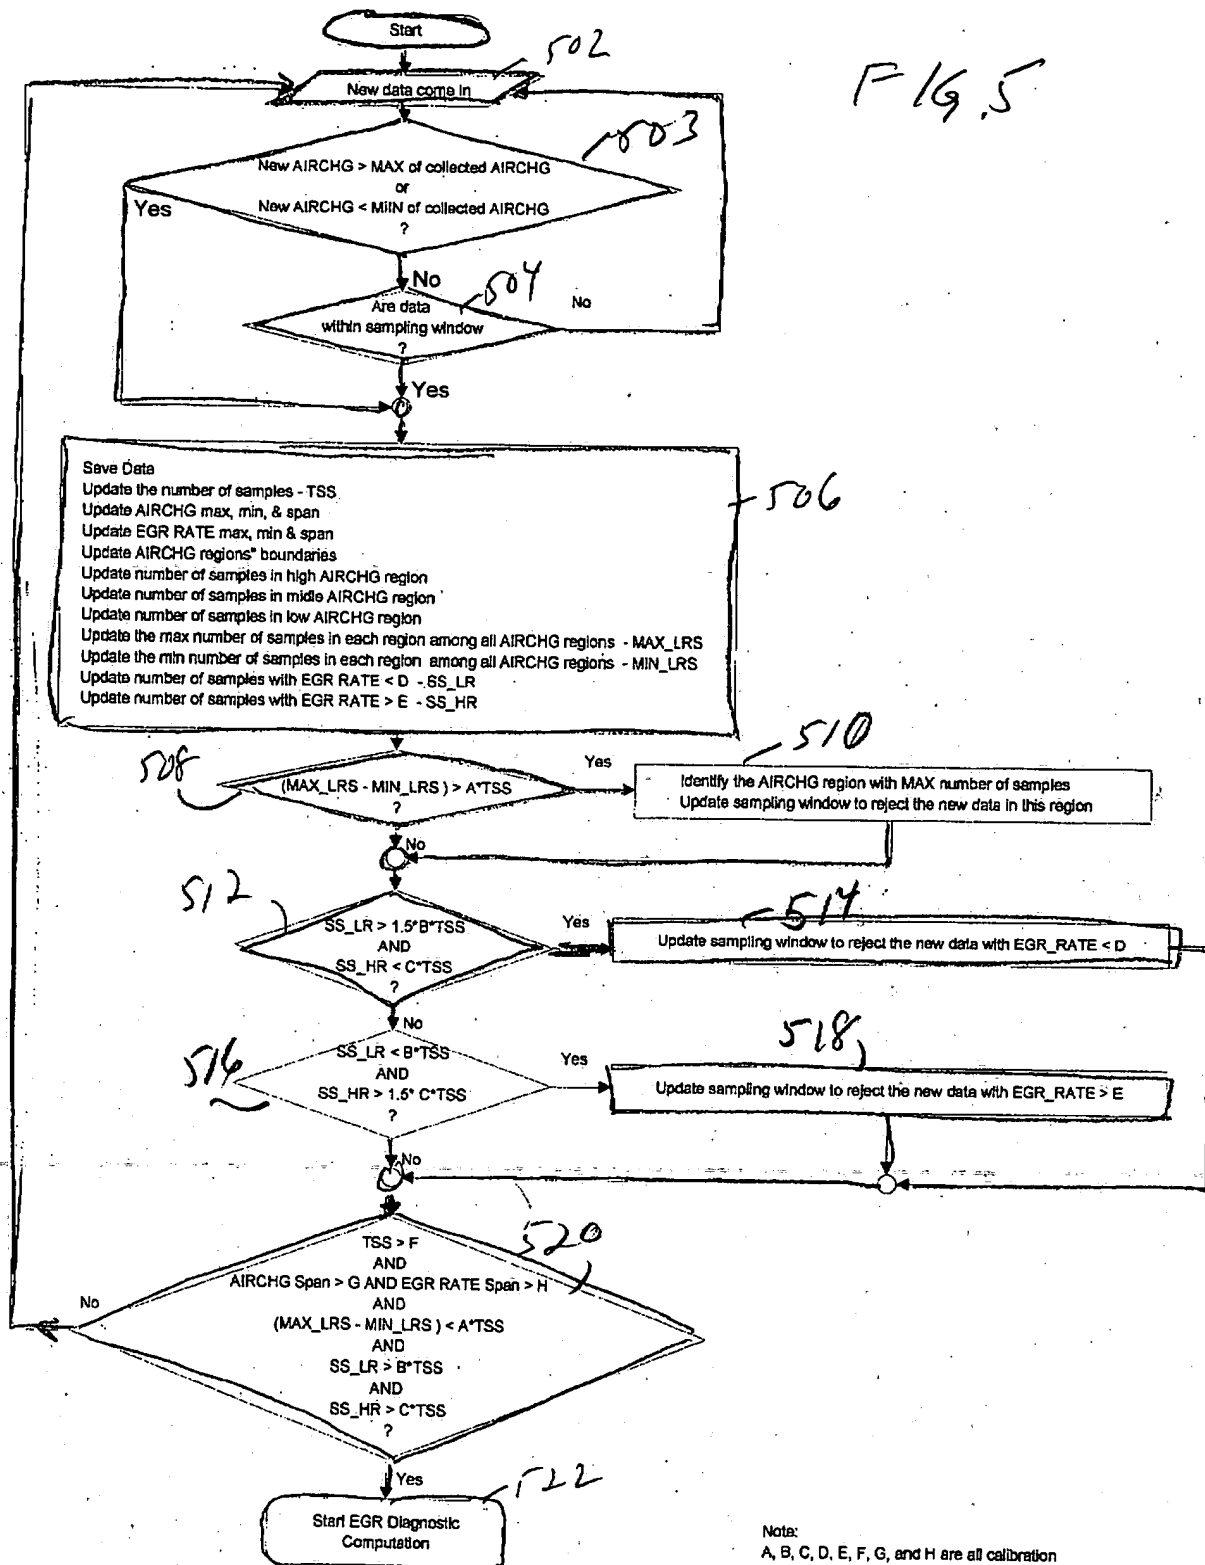 Start
502
FIG.5
New data come in
503
New AIRCHG > MAX of collected AIRCHG
or
New AIRCHG < MIIN of collected AIRCHG
?
Yes
No
504
Are data
within sampling window
?
No
Yes
Save Data
Update the number of samples - TSS
Update AIRCHG max, min, & span
Update EGR RATE max, min & span
Update AIRCHG regions" boundaries
Update number of samples in high AIRCHG region
Update number of samples in midle AIRCHG region
Update number of samples in low AIRCHG region
Update the max number of samples in each region among all AIRCHG regions - MAX_LRS
Update the min number of samples in each region among all AIRCHG regions - MIN_LRS
Update number of samples with EGR RATE < D - SS_LR
Update number of samples with EGR RATE > E - SS_HR
506
508
(MAX_LRS - MIN_LRS ) > A*TSS
?
Yes
510
Identify the AIRCHG region with MAX number of samples
Update sampling window to reject the new data in this region
No
512
SS_LR > 1.5*B*TSS
AND
SS_HR < C*TSS
?
Yes
514
Update sampling window to reject the new data with EGR_RATE < D
No
516
SS_LR < B*TSS
AND
SS_HR > 1.5* C*TSS
?
Yes
518
Update sampling window to reject the new data with EGR_RATE > E
No
520
TSS > F
AND
AIRCHG Span > G AND EGR RATE Span > H
AND
(MAX_LRS - MIN_LRS ) < A*TSS
AND
SS_LR > B*TSS
AND
SS_HR > C*TSS
?
No
Yes
522
Start EGR Diagnostic
Computation
Note:
A, B, C, D, E, F, G, and H are all calibration